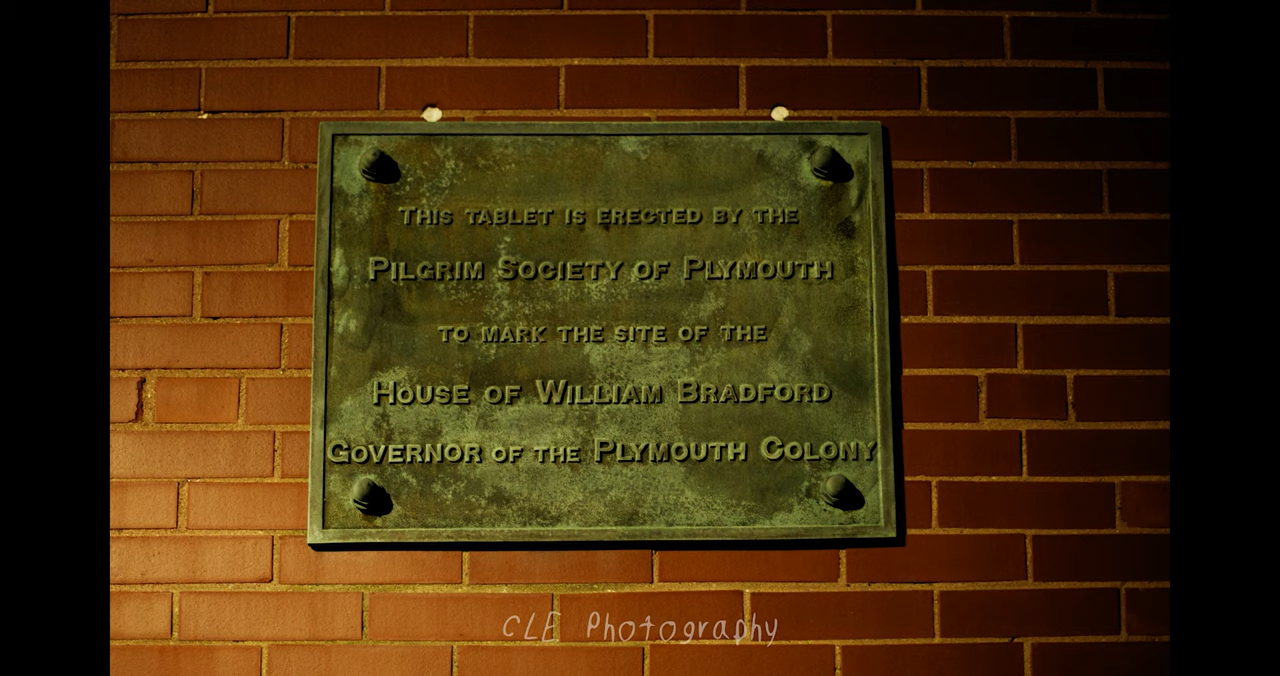 THIS TABLET IS ERECTED BY THE
PILGRIM SOCIETY OF PLYMOUTH
TO MARK THE SITE OF THE
HOUSE OF WILLIAM BRADFORD
GOVERNOR OF THE PLYMOUTH COLONY
CLE Photography